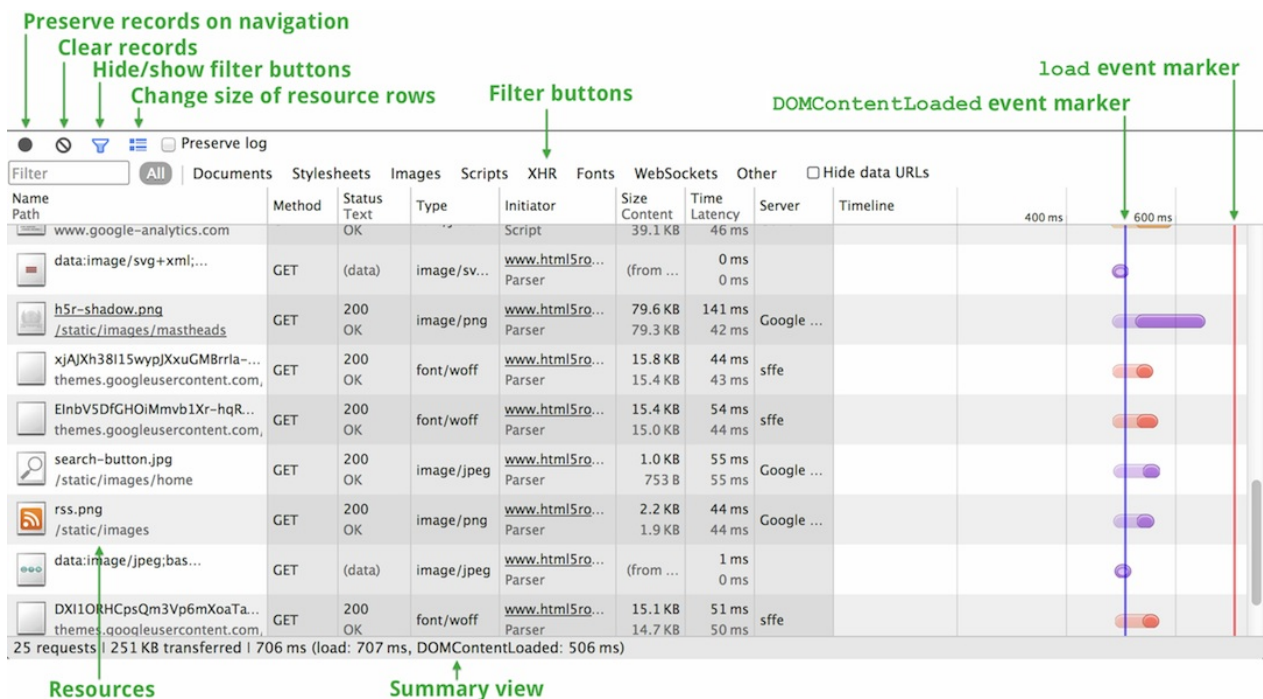 Preserve records on navigation
Clear records
Hide/show filter buttons
Change size of resource rows
Filter buttons
load event marker
DOMContentLoaded event marker
Preserve log
Filter All Documents Stylesheets Images Scripts XHR Fonts WebSockets Other Hide data URLs
Name Path Method Status Text Type Initiator Size Content Time Latency Server Timeline 400 ms 600 ms
www.google-analytics.com OK Script 39.1 KB 46 ms
data:image/svg+xml;... GET (data) image/sv... www.html5ro... (from ... 0 ms
Parser 0 ms
h5r-shadow.png GET 200 image/png www.html5ro... 79.6 KB 141 ms Google ...
/static/images/mastheads OK Parser 79.3 KB 42 ms
xjAJXh38I15wypJXxuGMBrrIa-... GET 200 font/woff www.html5ro... 15.8 KB 44 ms sffe
themes.googleusercontent.com, OK Parser 15.4 KB 43 ms
EInbV5DfGHOiMmvb1Xr-hqR... GET 200 font/woff www.html5ro... 15.4 KB 54 ms sffe
themes.googleusercontent.com, OK Parser 15.0 KB 44 ms
search-button.jpg GET 200 image/jpeg www.html5ro... 1.0 KB 55 ms Google ...
/static/images/home OK Parser 753 B 55 ms
rss.png GET 200 image/png www.html5ro... 2.2 KB 44 ms Google ...
/static/images OK Parser 1.9 KB 44 ms
data:image/jpeg;bas... GET (data) image/jpeg www.html5ro... (from ... 1 ms
Parser 0 ms
DXI1ORHCpsQm3Vp6mXoaTa... GET 200 font/woff www.html5ro... 15.1 KB 51 ms sffe
themes.googleusercontent.com, OK Parser 14.7 KB 50 ms
25 requests | 251 KB transferred | 706 ms (load: 707 ms, DOMContentLoaded: 506 ms)
Resources
Summary view